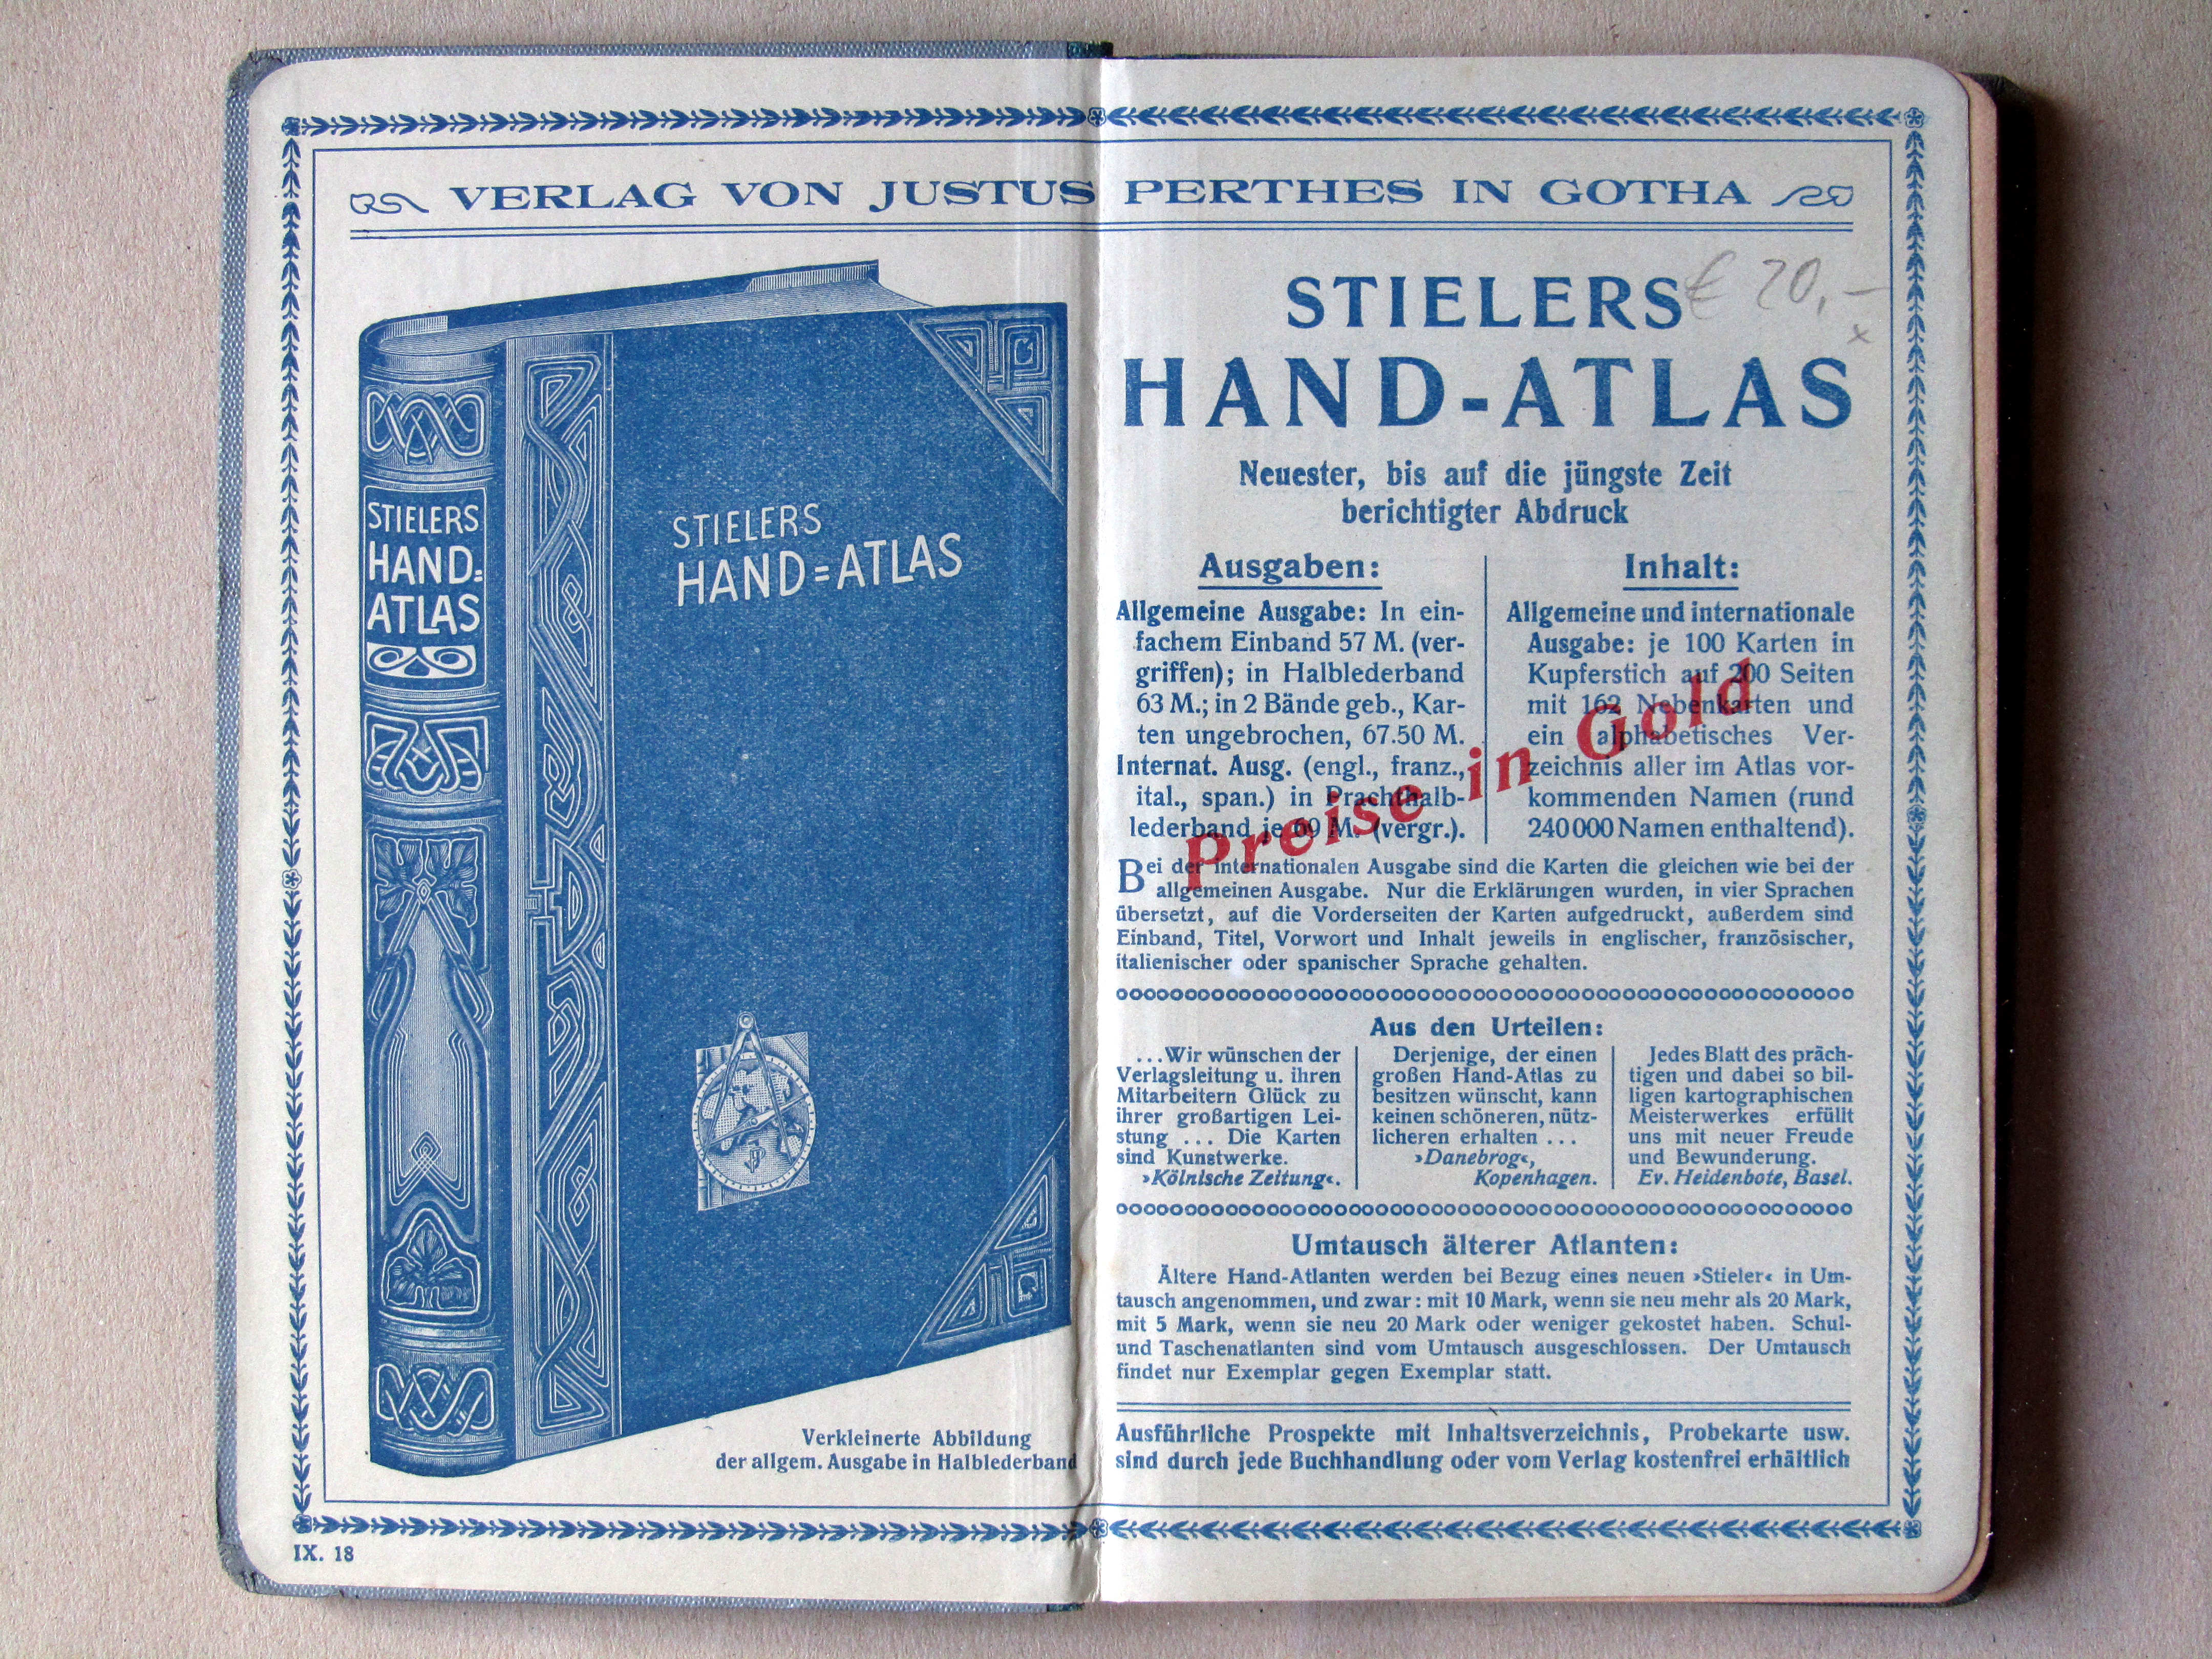 VERLAG VON JUSTUS PERTHES IN GOTHA
STIELERS
HAND=
ATLAS
STIELERS
HAND=ATLAS
Verkleinerte Abbildung
der allgem. Ausgabe in Halblederband
IX. 18
STIELERS
€ 20,-
x
HAND-ATLAS
Neuester, bis auf die jüngste Zeit
berichtigter Abdruck
Ausgaben:
Allgemeine Ausgabe: In ein-
fachem Einband 57 M. (ver-
griffen); in Halblederband
63 M.; in 2 Bände geb., Kar-
ten ungebrochen, 67.50 M.
Internat. Ausg. (engl., franz.,
ital., span.) in Prachthalb-
lederband je 69 M. (vergr.).
Inhalt:
Allgemeine und internationale
Ausgabe: je 100 Karten in
Kupferstich auf 200 Seiten
mit 162 Nebenkarten und
ein alphabetisches Ver-
zeichnis aller im Atlas vor-
kommenden Namen (rund
240000 Namen enthaltend).
Preise in Gold
Bei der internationalen Ausgabe sind die Karten die gleichen wie bei der
allgemeinen Ausgabe. Nur die Erklärungen wurden, in vier Sprachen
übersetzt, auf die Vorderseiten der Karten aufgedruckt, außerdem sind
Einband, Titel, Vorwort und Inhalt jeweils in englischer, französischer,
italienischer oder spanischer Sprache gehalten.
Aus den Urteilen:
...Wir wünschen der
Verlagsleitung u. ihren
Mitarbeitern Glück zu
ihrer großartigen Lei-
stung ... Die Karten
sind Kunstwerke.
»Kölnische Zeitung«.
Derjenige, der einen
großen Hand-Atlas zu
besitzen wünscht, kann
keinen schöneren, nütz-
licheren erhalten ...
»Danebrog«,
Kopenhagen.
Jedes Blatt des präch-
tigen und dabei so bil-
ligen kartographischen
Meisterwerkes erfüllt
uns mit neuer Freude
und Bewunderung.
Ev. Heidenbote, Basel.
Umtausch älterer Atlanten:
Ältere Hand-Atlanten werden bei Bezug eines neuen »Stieler« in Um-
tausch angenommen, und zwar: mit 10 Mark, wenn sie neu mehr als 20 Mark,
mit 5 Mark, wenn sie neu 20 Mark oder weniger gekostet haben. Schul-
und Taschenatlanten sind vom Umtausch ausgeschlossen. Der Umtausch
findet nur Exemplar gegen Exemplar statt.
Ausführliche Prospekte mit Inhaltsverzeichnis, Probekarte usw.
sind durch jede Buchhandlung oder vom Verlag kostenfrei erhältlich